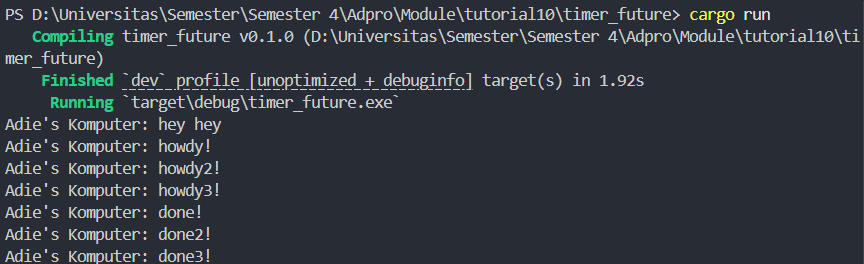 PS D:\Universitas\Semester\Semester 4\Adpro\Module\tutorial10\timer_future> cargo run
   Compiling timer_future v0.1.0 (D:\Universitas\Semester\Semester 4\Adpro\Module\tutorial10\ti
mer_future)
    Finished `dev` profile [unoptimized + debuginfo] target(s) in 1.92s
     Running `target\debug\timer_future.exe`
Adie's Komputer: hey hey
Adie's Komputer: howdy!
Adie's Komputer: howdy2!
Adie's Komputer: howdy3!
Adie's Komputer: done!
Adie's Komputer: done2!
Adie's Komputer: done3!